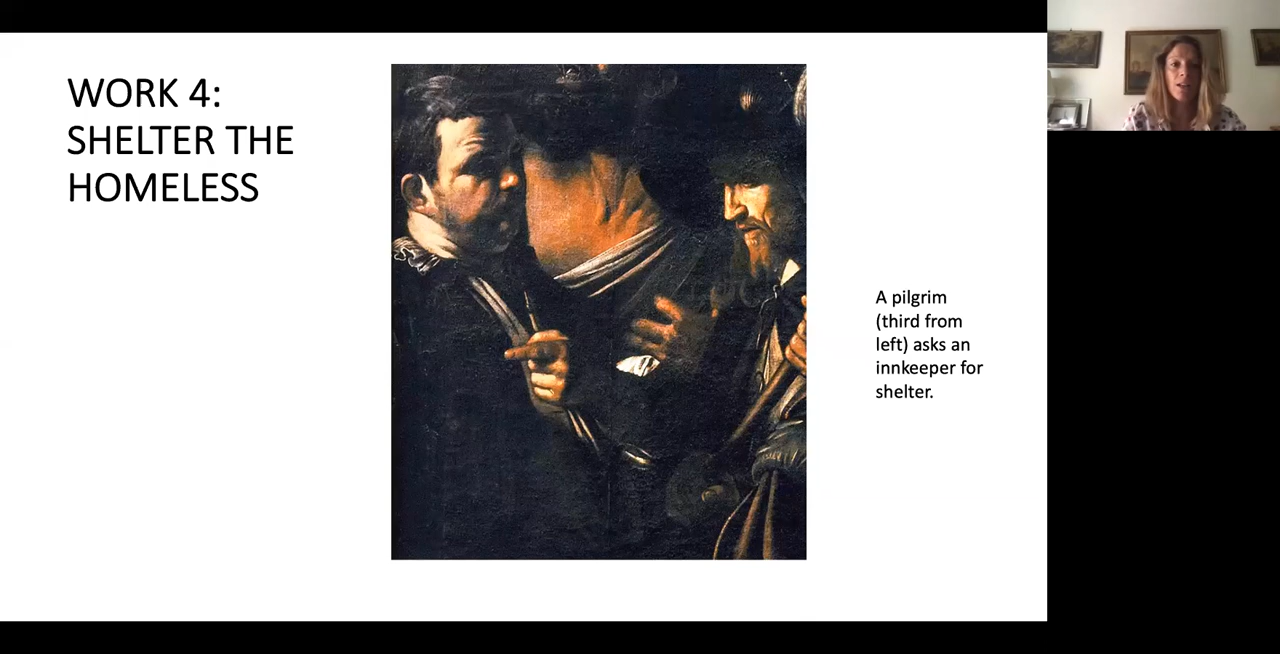 WORK 4:
SHELTER THE
HOMELESS
A pilgrim
(third from
left) asks an
innkeeper for
shelter.